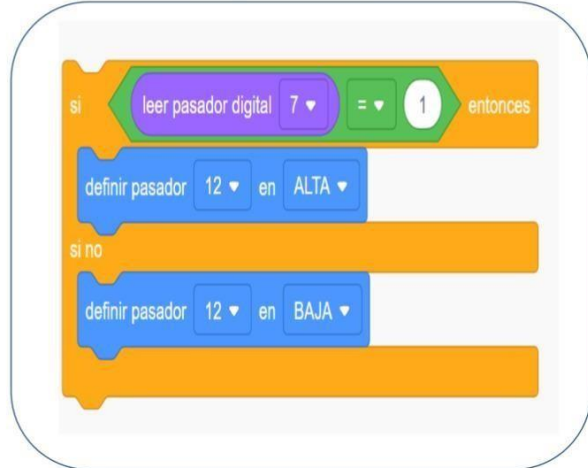 si leer pasador digital 7 = 1 entonces
definir pasador 12 en ALTA
si no
definir pasador 12 en BAJA